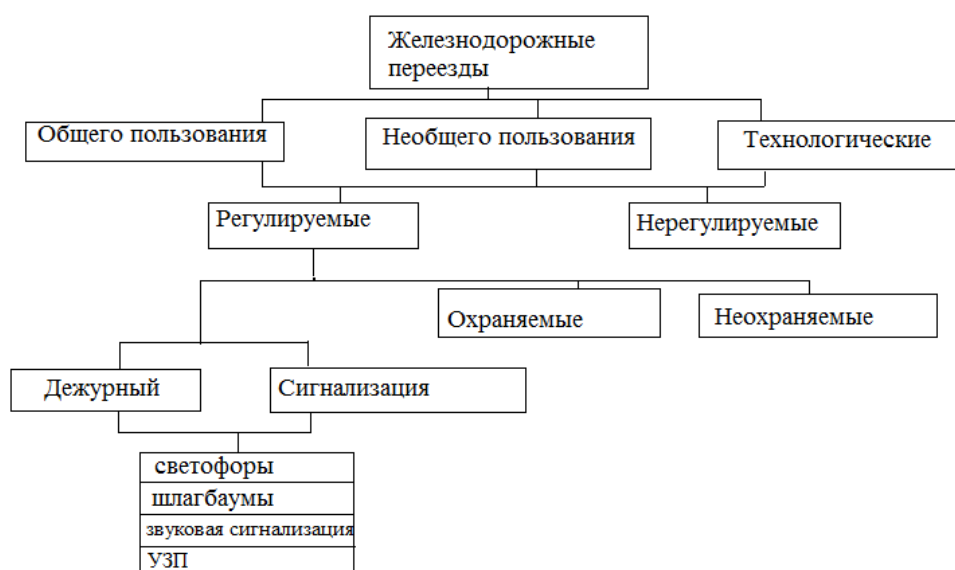 Железнодорожные
переезды
Общего пользования
Необщего пользования
Технологические
Регулируемые
Нерегулируемые
Охраняемые
Неохраняемые
Дежурный
Сигнализация
светофоры
шлагбаумы
звуковая сигнализация
УЗП